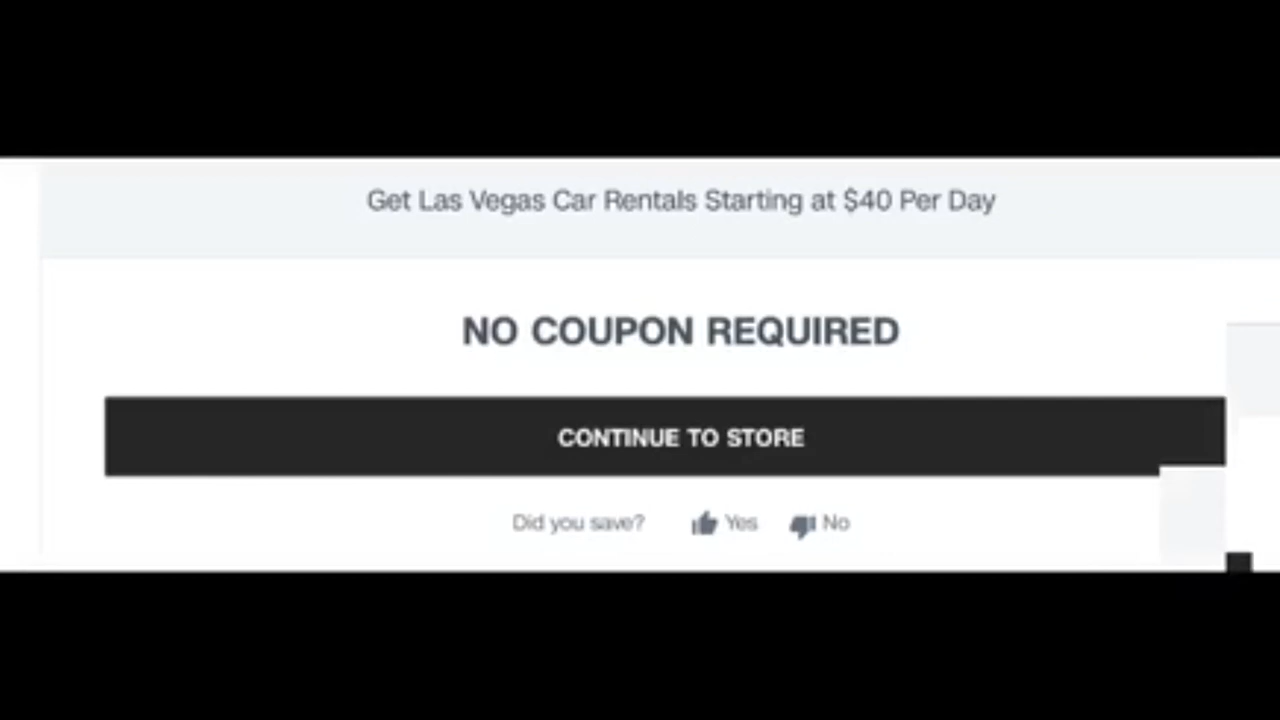 Get Las Vegas Car Rentals Starting at $40 Per Day
NO COUPON REQUIRED
CONTINUE TO STORE
Did you save? Yes No